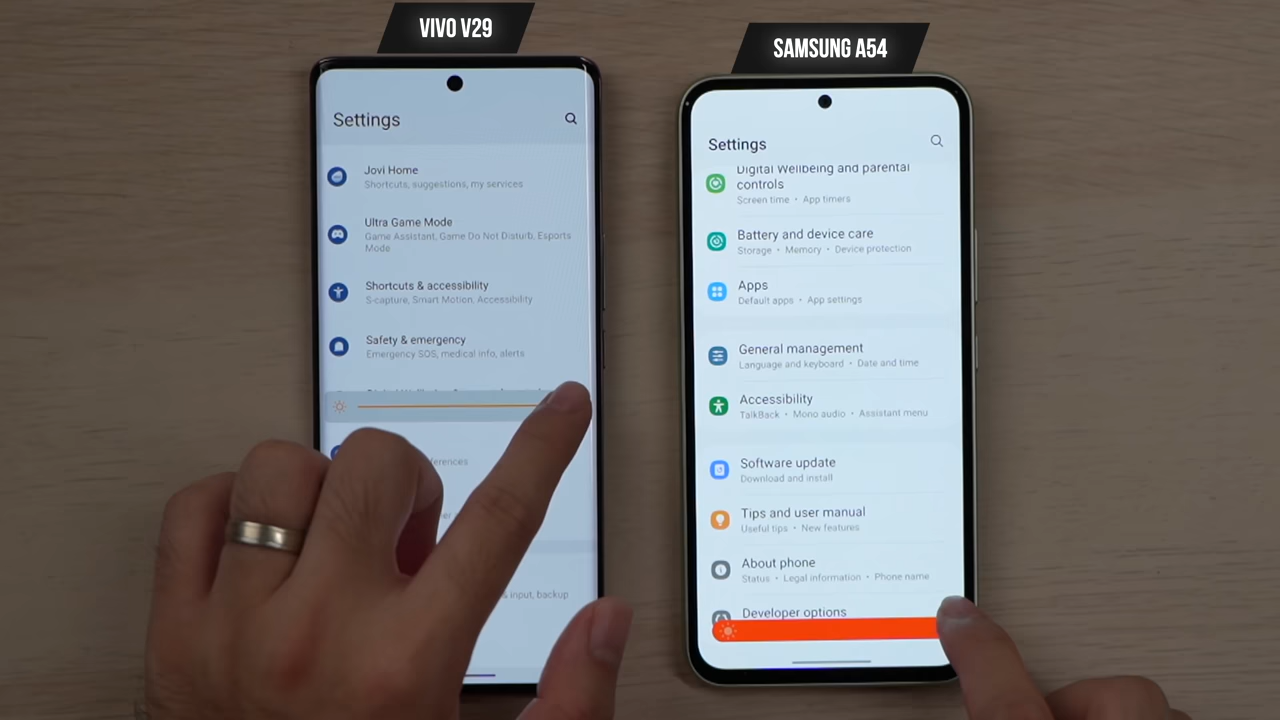 VIVO V29
SAMSUNG A54
Settings
Jovi Home
Shortcuts, suggestions, my services
Ultra Game Mode
Game Assistant, Game Do Not Disturb, Esports
Mode
Shortcuts & accessibility
S-capture, Smart Motion, Accessibility
Safety & emergency
Emergency SOS, medical info, alerts
& input, backup
Settings
Digital Wellbeing and parental
controls
Screen time • App timers
Battery and device care
Storage • Memory • Device protection
Apps
Default apps • App settings
General management
Language and keyboard • Date and time
Accessibility
TalkBack • Mono audio • Assistant menu
Software update
Download and install
Tips and user manual
Useful tips • New features
About phone
Status • Legal information • Phone name
Developer options